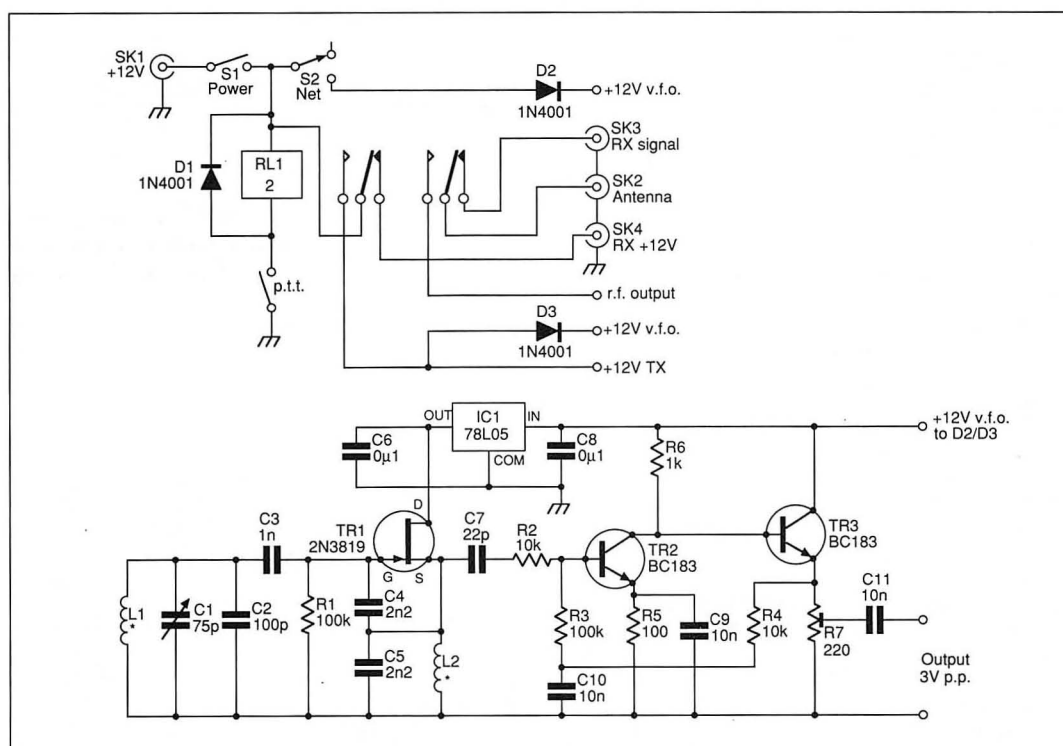 SK1
+12V
S1
Power
S2
Net
D2
1N4001
+12V v.f.o.
SK3
RX signal
D1
1N4001
RL1
2
SK2
Antenna
SK4
RX +12V
p.t.t.
r.f. output
D3
1N4001
+12V v.f.o.
+12V TX
OUT
IC1
78L05
IN
COM
+12V v.f.o.
to D2/D3
C6
0µ1
C8
0µ1
R6
1k
D
C3
1n
TR1
2N3819
G
S
C7
22p
R2
10k
TR2
BC183
TR3
BC183
L1
*
C1
75p
C2
100p
R1
100k
C4
2n2
C5
2n2
L2
*
R3
100k
R5
100
C9
10n
R4
10k
R7
220
C11
10n
C10
10n
Output
3V p.p.